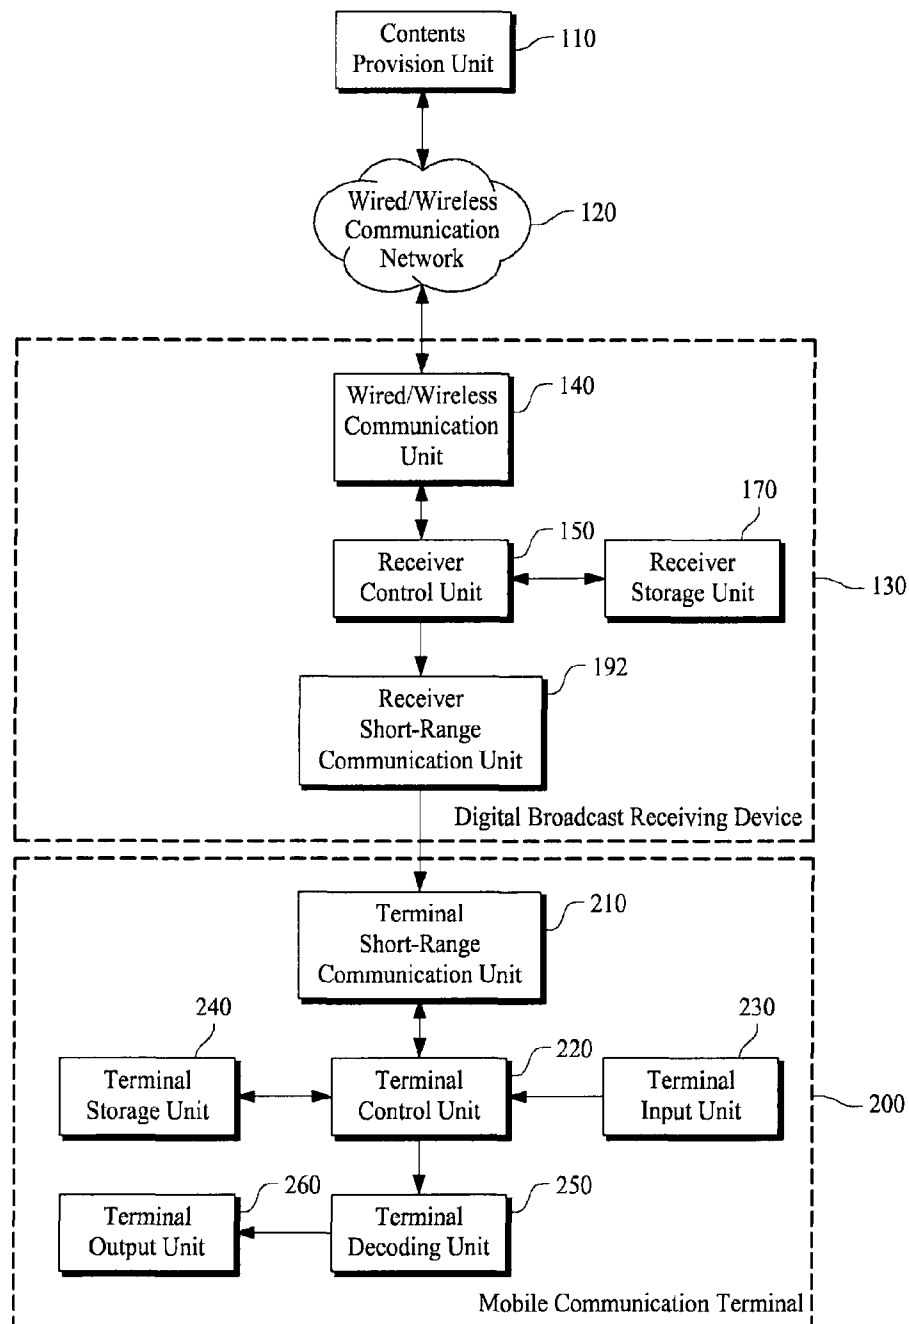 Contents
Provision Unit
110
Wired/Wireless
Communication
Network
120
Wired/Wireless
Communication
Unit
140
170
150
Receiver
Control Unit
Receiver
Storage Unit
130
192
Receiver
Short-Range
Communication Unit
Digital Broadcast Receiving Device
Terminal
Short-Range
Communication Unit
210
240
230
220
Terminal
Storage Unit
Terminal
Control Unit
Terminal
Input Unit
200
260
250
Terminal
Output Unit
Terminal
Decoding Unit
Mobile Communication Terminal